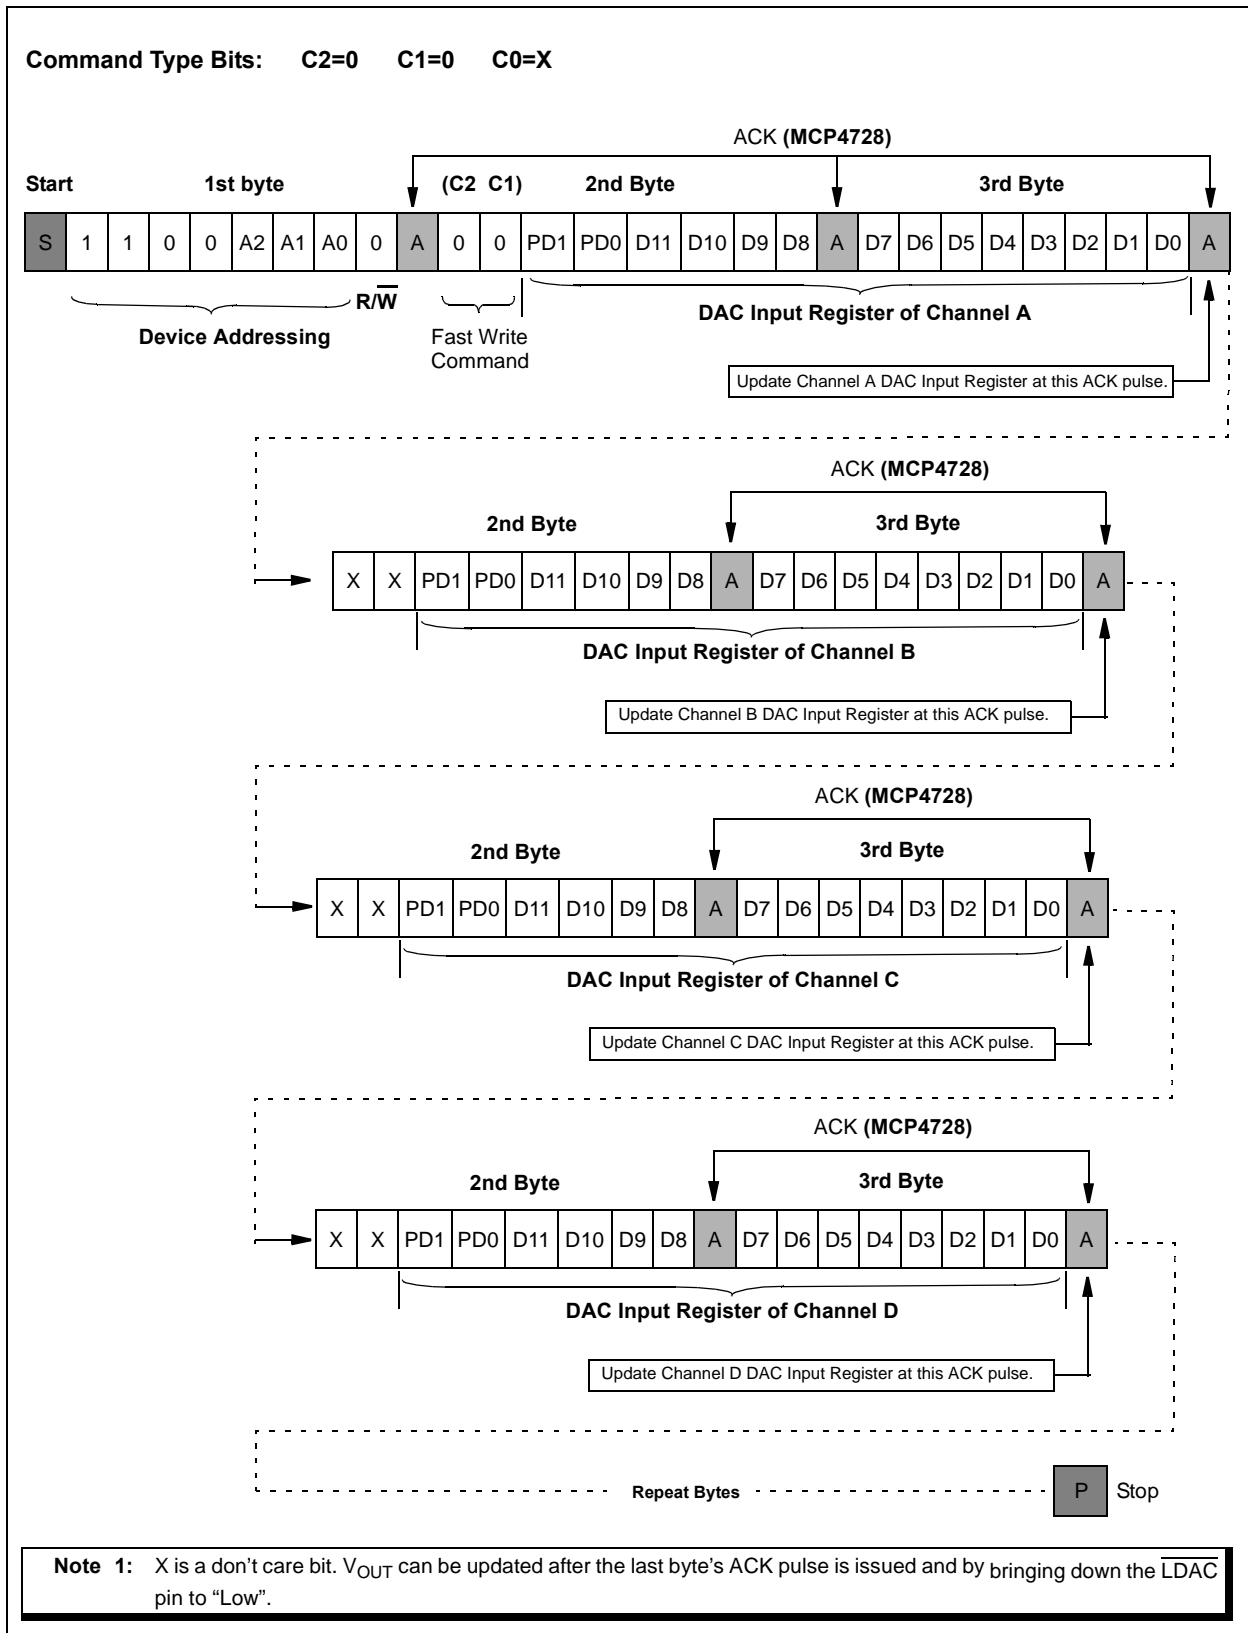 Command Type Bits: C2=0 C1=0 C0=X
ACK (MCP4728)
Start 1st byte (C2 C1) 2nd Byte 3rd Byte
S 1 1 0 0 A2 A1 A0 0 A 0 0 PD1 PD0 D11 D10 D9 D8 A D7 D6 D5 D4 D3 D2 D1 D0 A
R/W
Device Addressing
Fast Write
Command
DAC Input Register of Channel A
Update Channel A DAC Input Register at this ACK pulse.
ACK (MCP4728)
2nd Byte 3rd Byte
X X PD1 PD0 D11 D10 D9 D8 A D7 D6 D5 D4 D3 D2 D1 D0 A
DAC Input Register of Channel B
Update Channel B DAC Input Register at this ACK pulse.
ACK (MCP4728)
2nd Byte 3rd Byte
X X PD1 PD0 D11 D10 D9 D8 A D7 D6 D5 D4 D3 D2 D1 D0 A
DAC Input Register of Channel C
Update Channel C DAC Input Register at this ACK pulse.
ACK (MCP4728)
2nd Byte 3rd Byte
X X PD1 PD0 D11 D10 D9 D8 A D7 D6 D5 D4 D3 D2 D1 D0 A
DAC Input Register of Channel D
Update Channel D DAC Input Register at this ACK pulse.
Repeat Bytes P Stop
Note 1: X is a don't care bit. VOUT can be updated after the last byte's ACK pulse is issued and by bringing down the LDAC
pin to “Low”.